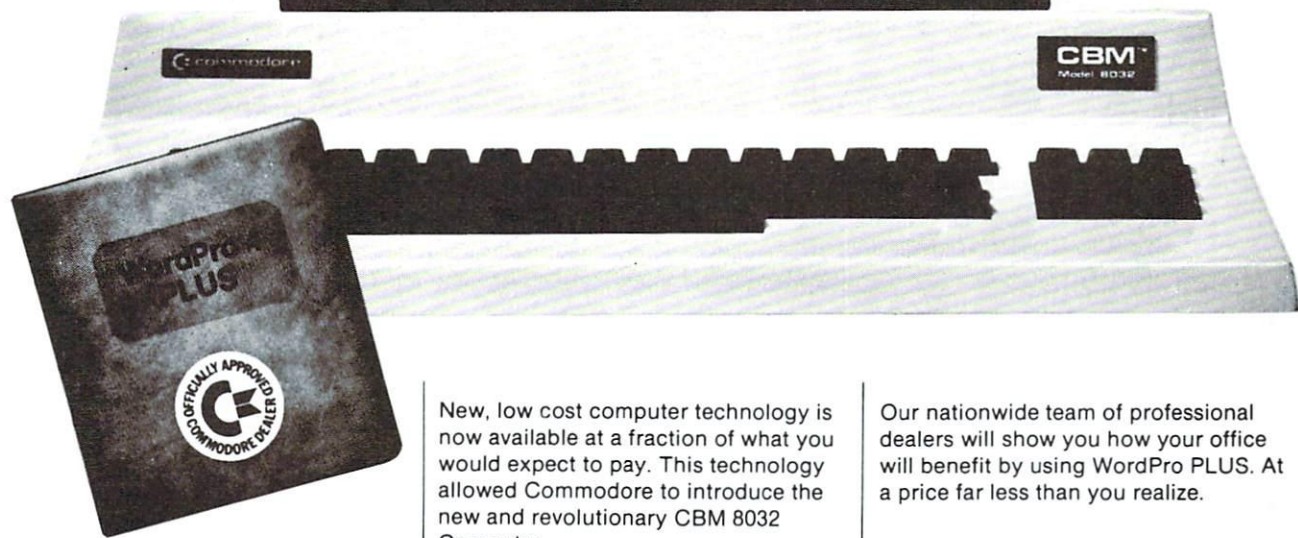 commodore
CBM™
Model 8032
WordPro
PLUS
OFFICIALLY APPROVED
COMMODORE DEALER
New, low cost computer technology is
now available at a fraction of what you
would expect to pay. This technology
allowed Commodore to introduce the
new and revolutionary CBM 8032
Our nationwide team of professional
dealers will show you how your office
will benefit by using WordPro PLUS. At
a price far less than you realize.